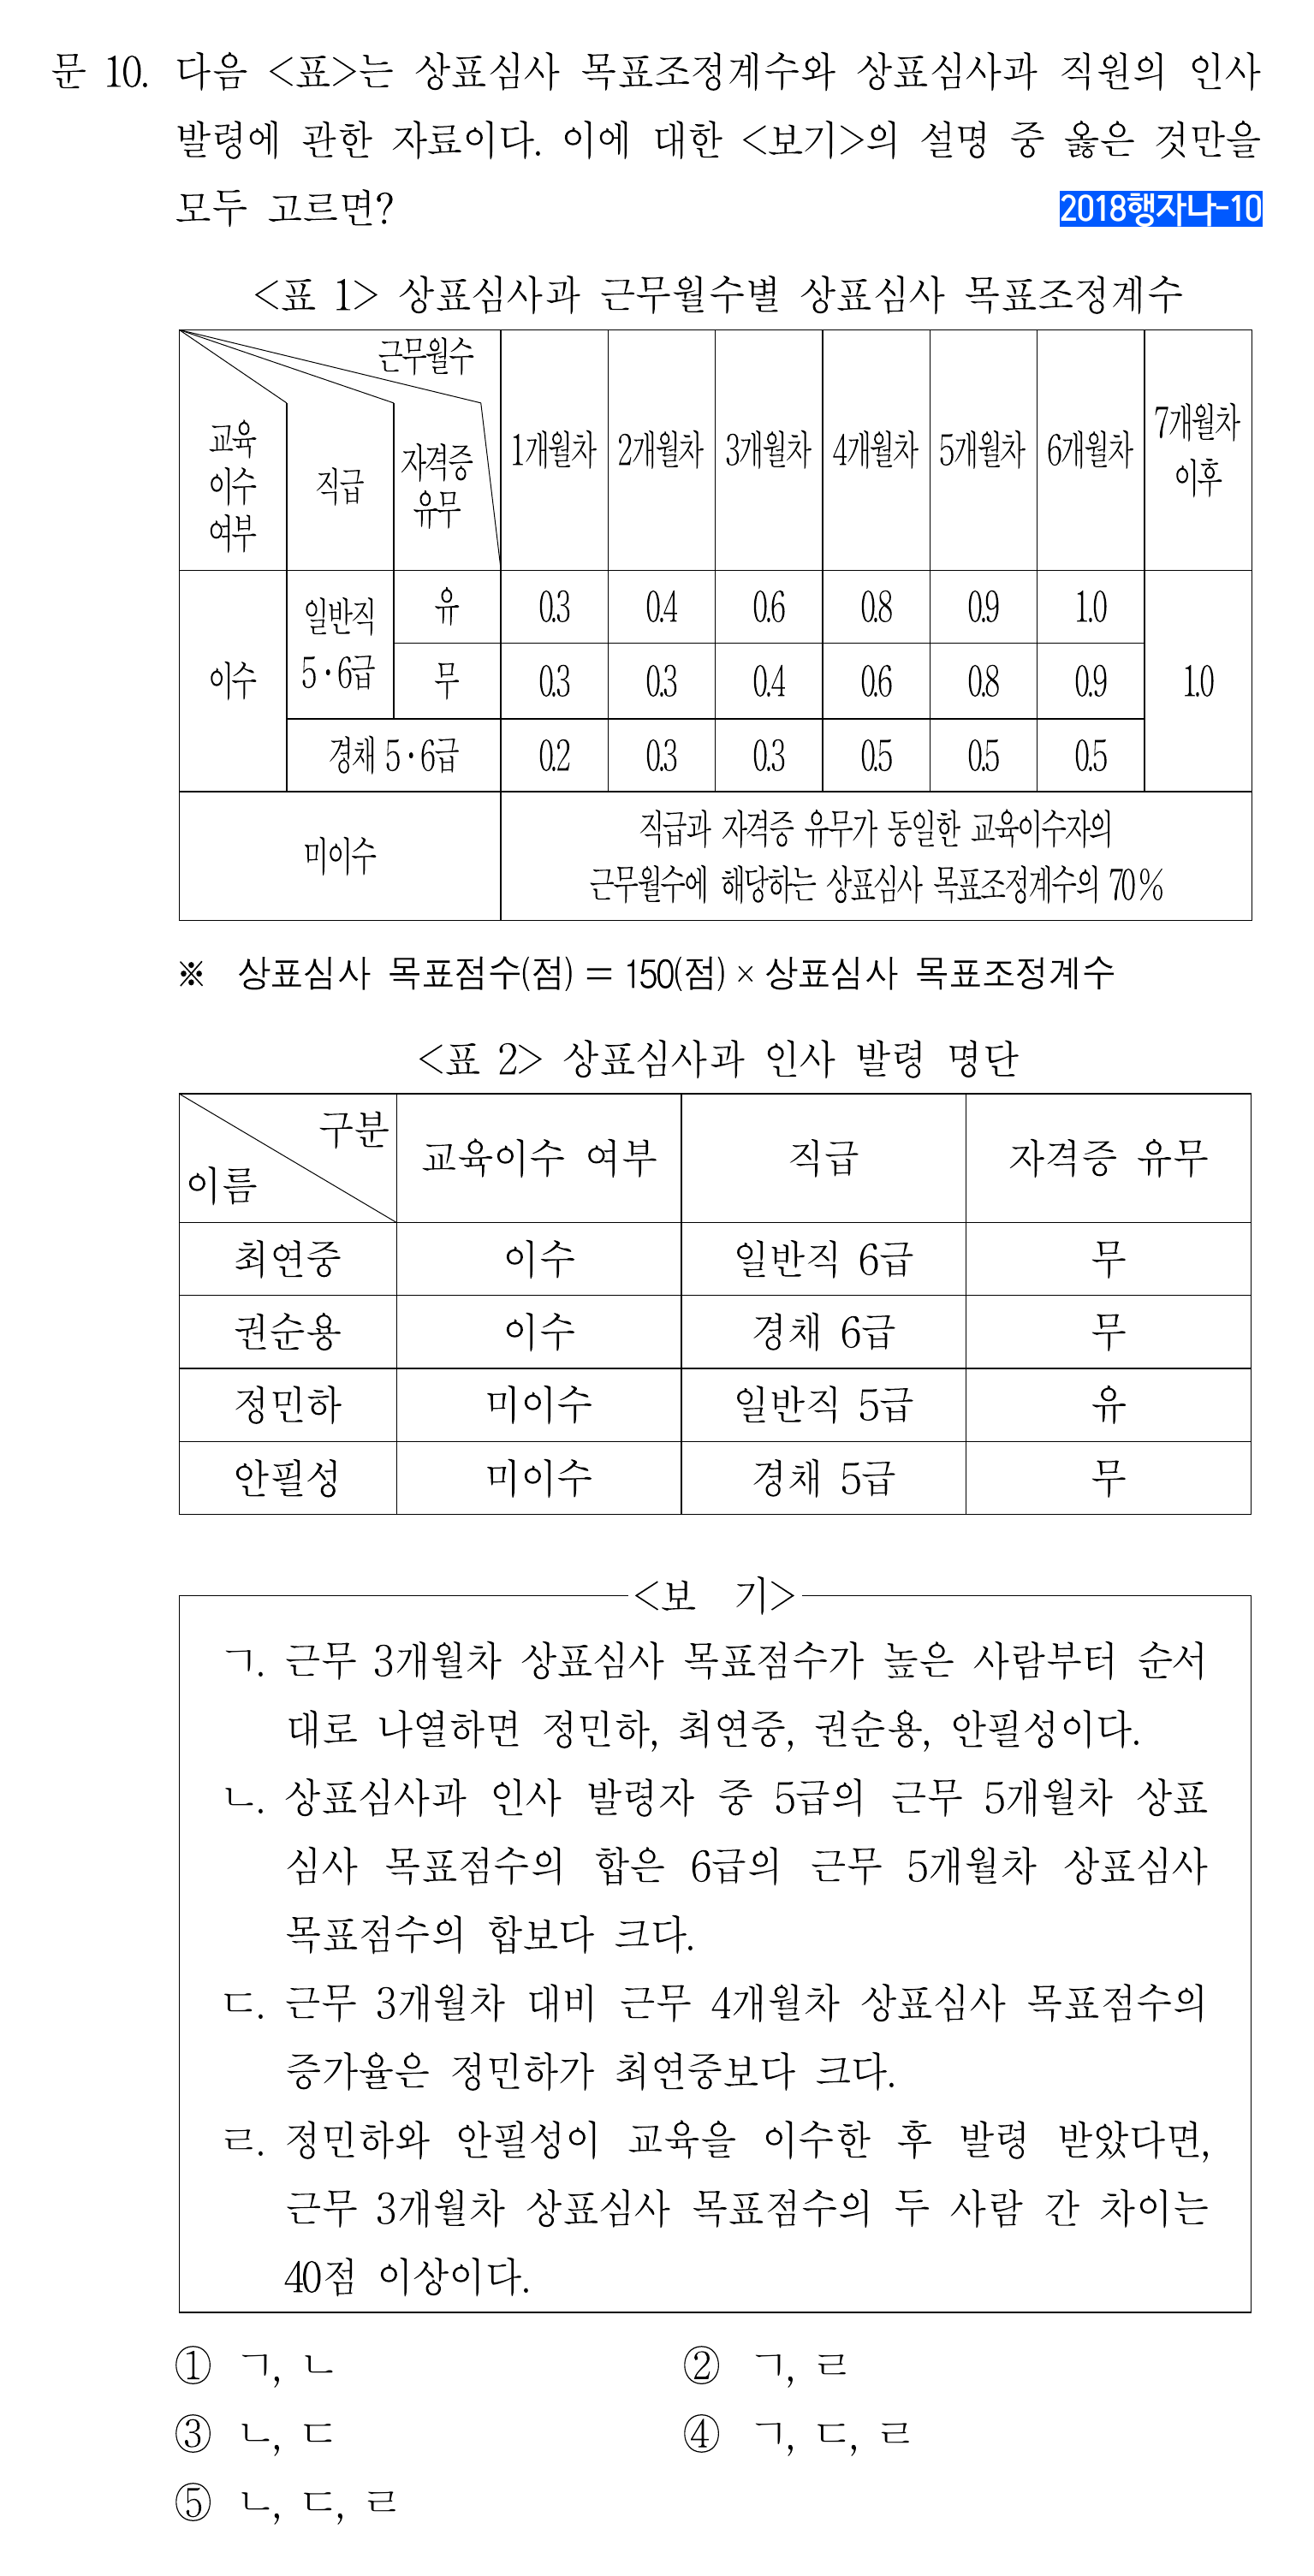 문 10. 다음 <표>는 상표심사 목표조정계수와 상표심사과 직원의 인사
발령에 관한 자료이다. 이에 대한 <보기>의 설명 중 옳은 것만을
모두 고르면?
2018행자나-10
<표 1> 상표심사과 근무월수별 상표심사 목표조정계수
근무월수
교육
이수
여부
직급
자격증
유무
1개월차 2개월차 3개월차 4개월차 5개월차 6개월차 7개월차
이후
이수
일반직
5·6급
유 0.3 0.4 0.6 0.8 0.9 1.0
무 0.3 0.3 0.4 0.6 0.8 0.9
1.0
경채 5·6급 0.2 0.3 0.3 0.5 0.5 0.5
미이수
직급과 자격증 유무가 동일한 교육이수자의
근무월수에 해당하는 상표심사 목표조정계수의 70%
※ 상표심사 목표점수(점) = 150(점) × 상표심사 목표조정계수
<표 2> 상표심사과 인사 발령 명단
구분
이름
교육이수 여부 직급 자격증 유무
최연중 이수 일반직 6급 무
권순용 이수 경채 6급 무
정민하 미이수 일반직 5급 유
안필성 미이수 경채 5급 무
<보 기>
ㄱ. 근무 3개월차 상표심사 목표점수가 높은 사람부터 순서
대로 나열하면 정민하, 최연중, 권순용, 안필성이다.
ㄴ. 상표심사과 인사 발령자 중 5급의 근무 5개월차 상표
심사 목표점수의 합은 6급의 근무 5개월차 상표심사
목표점수의 합보다 크다.
ㄷ. 근무 3개월차 대비 근무 4개월차 상표심사 목표점수의
증가율은 정민하가 최연중보다 크다.
ㄹ. 정민하와 안필성이 교육을 이수한 후 발령 받았다면,
근무 3개월차 상표심사 목표점수의 두 사람 간 차이는
40점 이상이다.
① ㄱ, ㄴ ② ㄱ, ㄹ
③ ㄴ, ㄷ ④ ㄱ, ㄷ, ㄹ
⑤ ㄴ, ㄷ, ㄹ